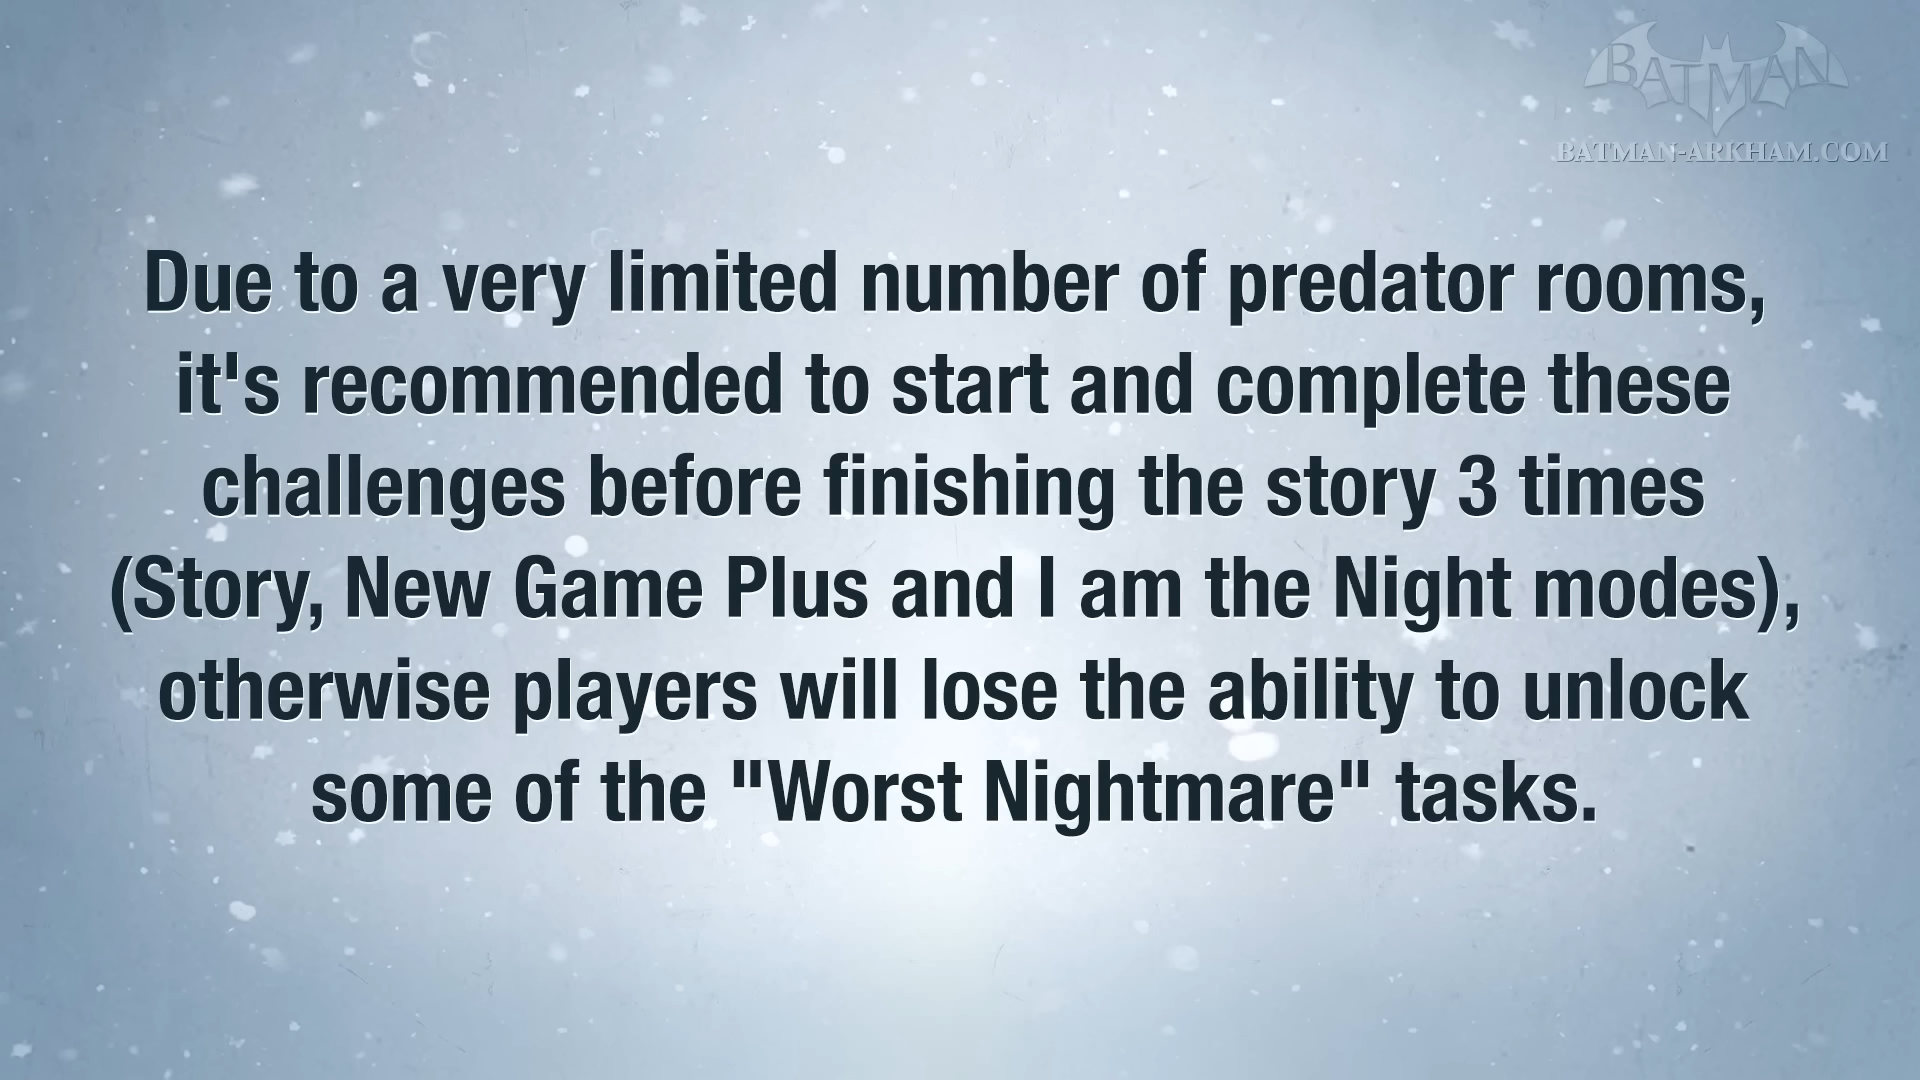 BATMAN
BATMAN-ARKHAM.COM
Due to a very limited number of predator rooms,
it's recommended to start and complete these
challenges before finishing the story 3 times
(Story, New Game Plus and I am the Night modes),
otherwise players will lose the ability to unlock
some of the "Worst Nightmare" tasks.